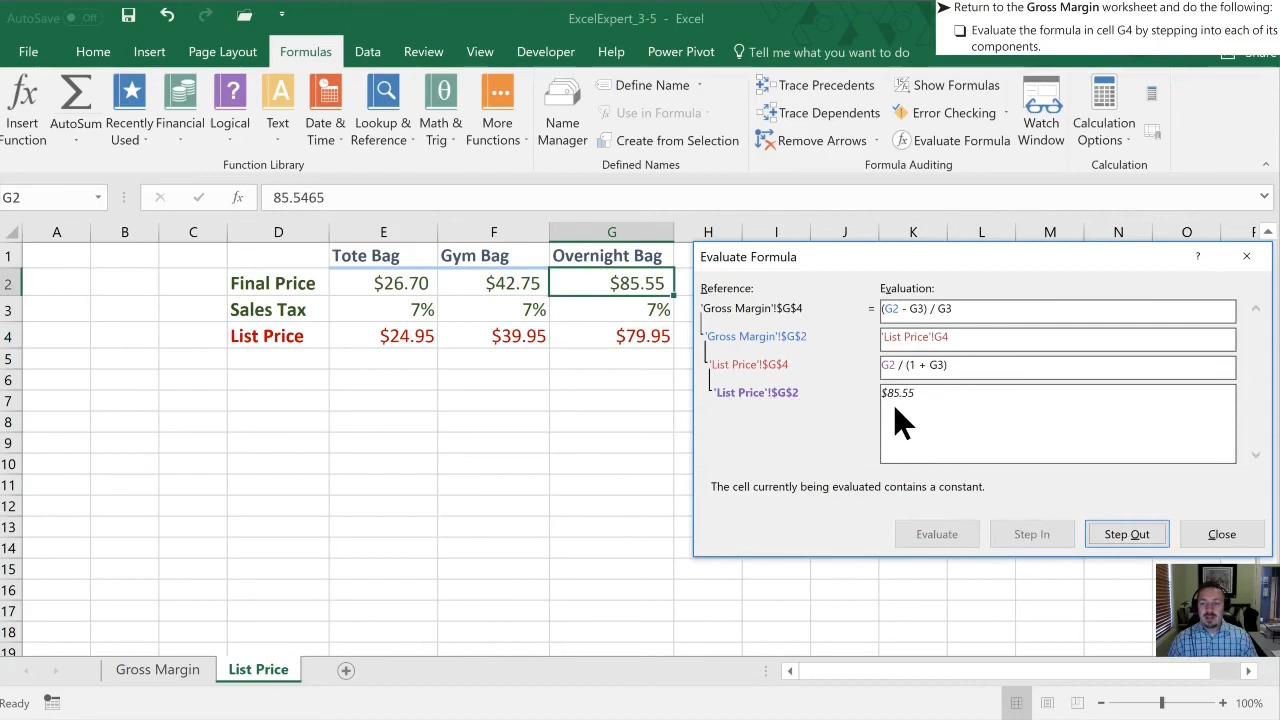 AutoSave Off
ExcelExpert_3-5 - Excel
Return to the Gross Margin worksheet and do the following:
Evaluate the formula in cell G4 by stepping into each of its
components.
File Home Insert Page Layout Formulas Data Review View Developer Help Power Pivot Tell me what you want to do Share
Insert Function
AutoSum
Recently Used
Financial
Logical
Text
Date & Time
Lookup & Reference
Math & Trig
More Functions
Function Library
Name Manager
Define Name
Use in Formula
Create from Selection
Defined Names
Trace Precedents
Trace Dependents
Remove Arrows
Show Formulas
Error Checking
Evaluate Formula
Formula Auditing
Watch Window
Calculation Options
Calculation
G2 fx 85.5465
A B C D E F G H I J K L M N O
1 Tote Bag Gym Bag Overnight Bag
2 Final Price $26.70 $42.75 $85.55
3 Sales Tax 7% 7% 7%
4 List Price $24.95 $39.95 $79.95
5
6
7
8
9
10
11
12
13
14
15
16
17
18
19
Evaluate Formula ?
Reference: Evaluation:
'Gross Margin'!$G$4 = (G2 - G3) / G3
'Gross Margin'!$G$2 'List Price'!G4
'List Price'!$G$4 G2 / (1 + G3)
'List Price'!$G$2 $85.55
The cell currently being evaluated contains a constant.
Evaluate Step In Step Out Close
Gross Margin List Price
Ready 100%